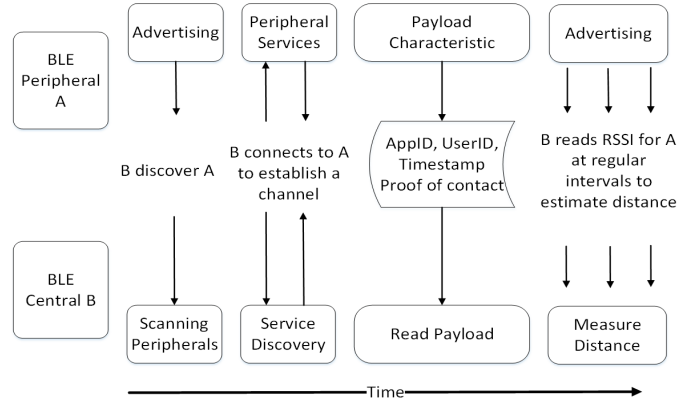 BLE
Peripheral
A
Advertising
Peripheral
Services
Payload
Characteristic
Advertising
B discover A
B connects to A
to establish a
channel
AppID, UserID,
Timestamp
Proof of contact
B reads RSSI for A
at regular
intervals to
estimate distance
BLE
Central B
Scanning
Peripherals
Service
Discovery
Read Payload
Measure
Distance
Time